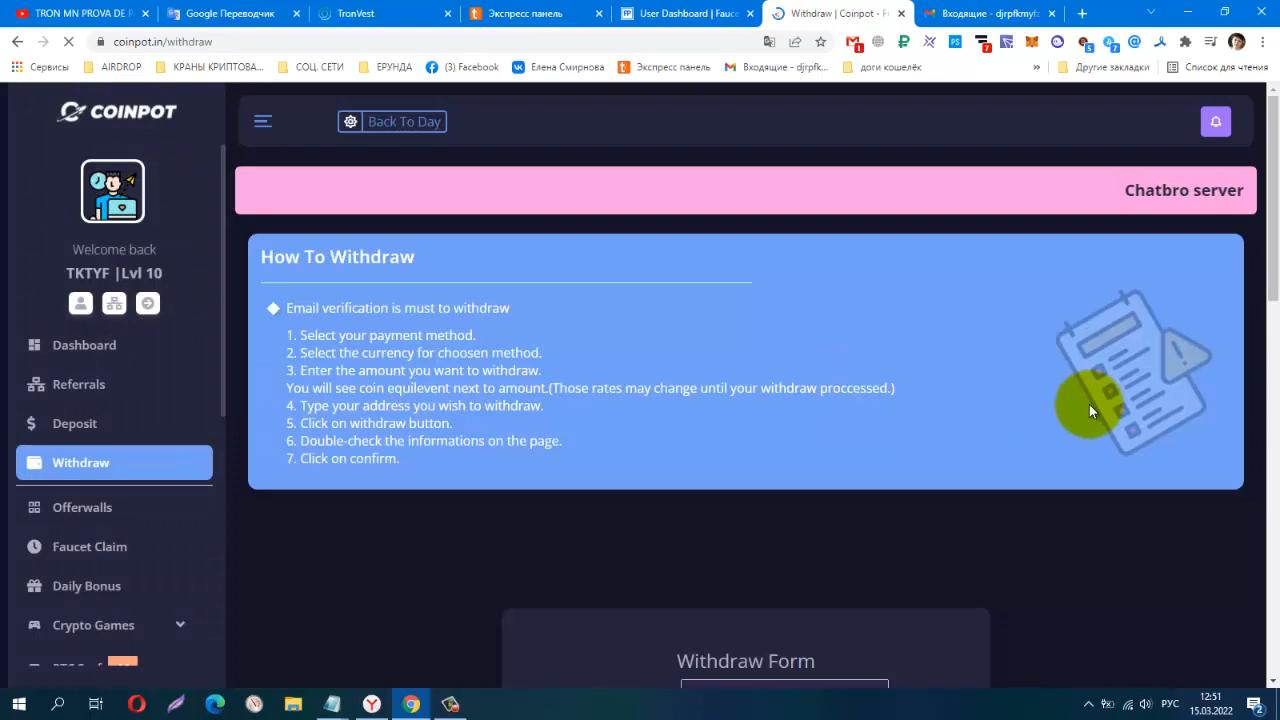 TRON MN PROVA DE P
Google Переводчик
TronVest
Экспресс панель
User Dashboard | Fauce
Withdraw | Coinpot - F
Входящие - djrpfkmyfz
coinpot.in/withdraw
Сервисы
AIRDROP
КРАНЫ КРИПТОВА...
СОЦ. СЕТИ
ЕРУНДА
(3) Facebook
Елена Смирнова
Экспресс панель
Входящие - djrpfk...
доги кошелёк
»
Другие закладки
Список для чтения
COINPOT
Back To Day
Chatbro server
Welcome back
TKTYF |Lvl 10
Dashboard
Referrals
Deposit
Withdraw
Offerwalls
Faucet Claim
Daily Bonus
Crypto Games
How To Withdraw
Email verification is must to withdraw
1. Select your payment method.
2. Select the currency for choosen method.
3. Enter the amount you want to withdraw.
You will see coin equilevent next to amount.(Those rates may change until your withdraw proccessed.)
4. Type your address you wish to withdraw.
5. Click on withdraw button.
6. Double-check the informations on the page.
7. Click on confirm.
Withdraw Form
РУС
12:51
15.03.2022
2